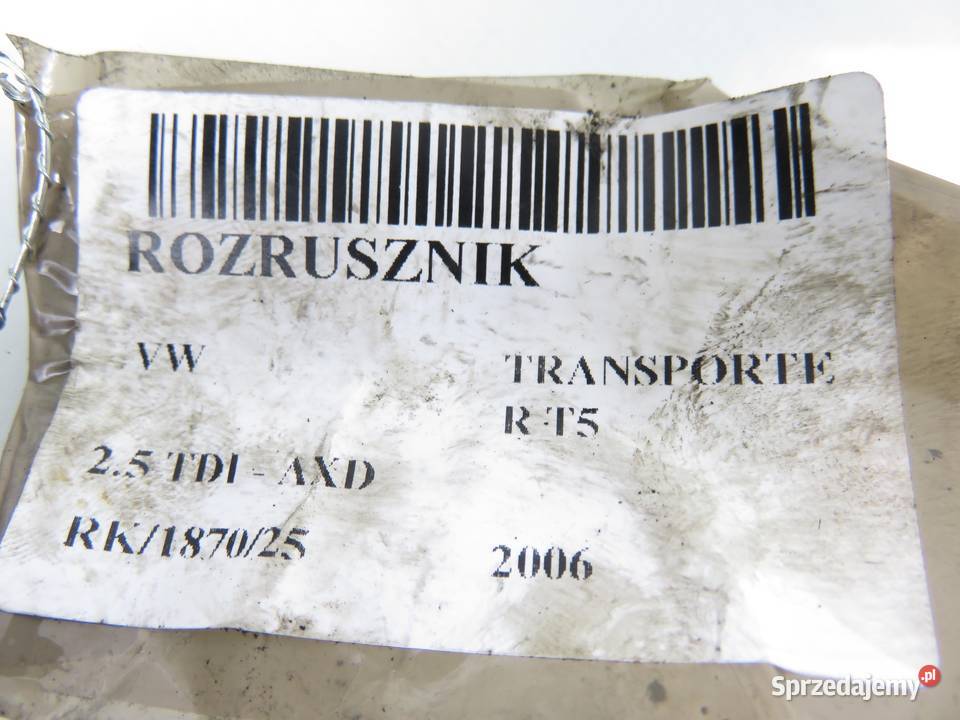 ROZRUSZNIK
VW
TRANSPORTE
R T5
2.5 TDI - AXD
RK/1870/25
2006
Sprzedajemy.pl